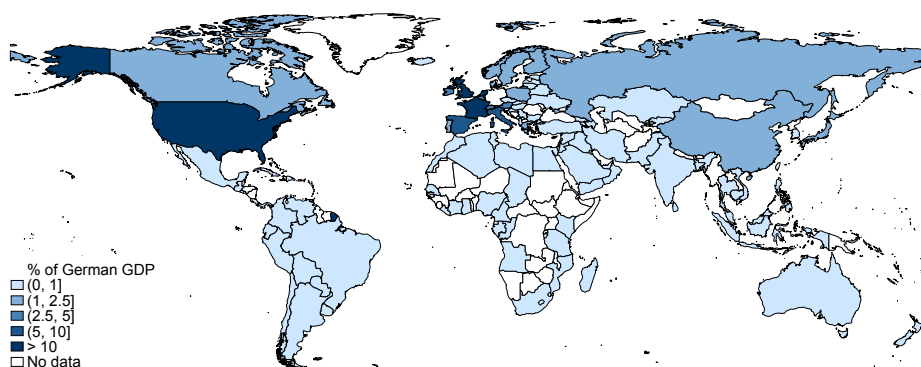 % of German GDP
(0, 1]
(1, 2.5]
(2.5, 5]
(5, 10]
> 10
No data